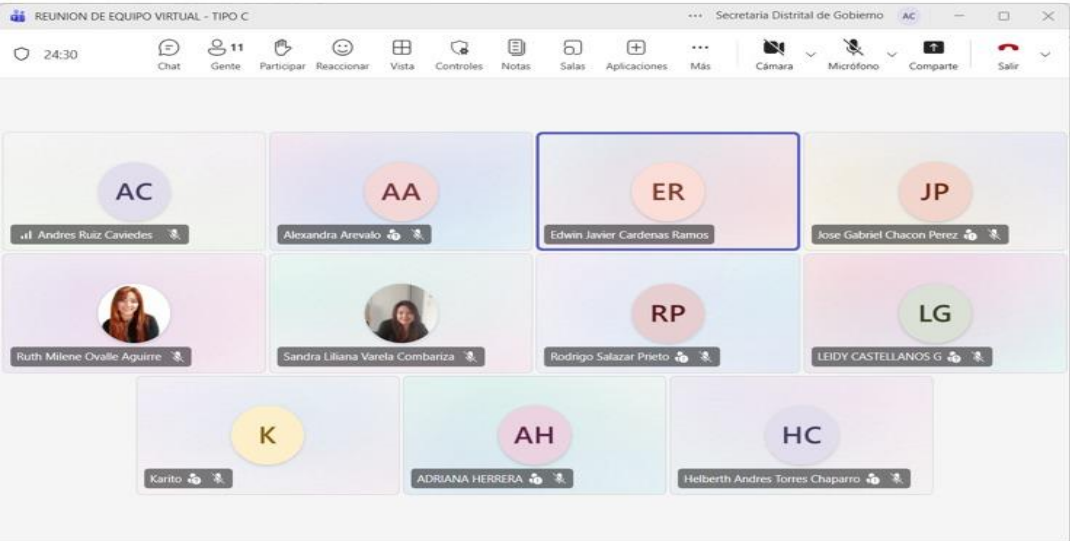 REUNION DE EQUIPO VIRTUAL - TIPO C ... Secretaria Distrital de Gobierno AC
24:30 Chat 11 Gente Participar Reaccionar Vista Controles Notas Salas Aplicaciones Más Cámara Micrófono Comparte Salir
AC AA ER JP
Andres Ruiz Caviedes Alexandra Arevalo Edwin Javier Cardenas Ramos Jose Gabriel Chacon Perez
RP LG
Ruth Milene Ovalle Aguirre Sandra Liliana Varela Combariza Rodrigo Salazar Prieto LEIDY CASTELLANOS G
K AH HC
Karito ADRIANA HERRERA Helberth Andres Torres Chaparro